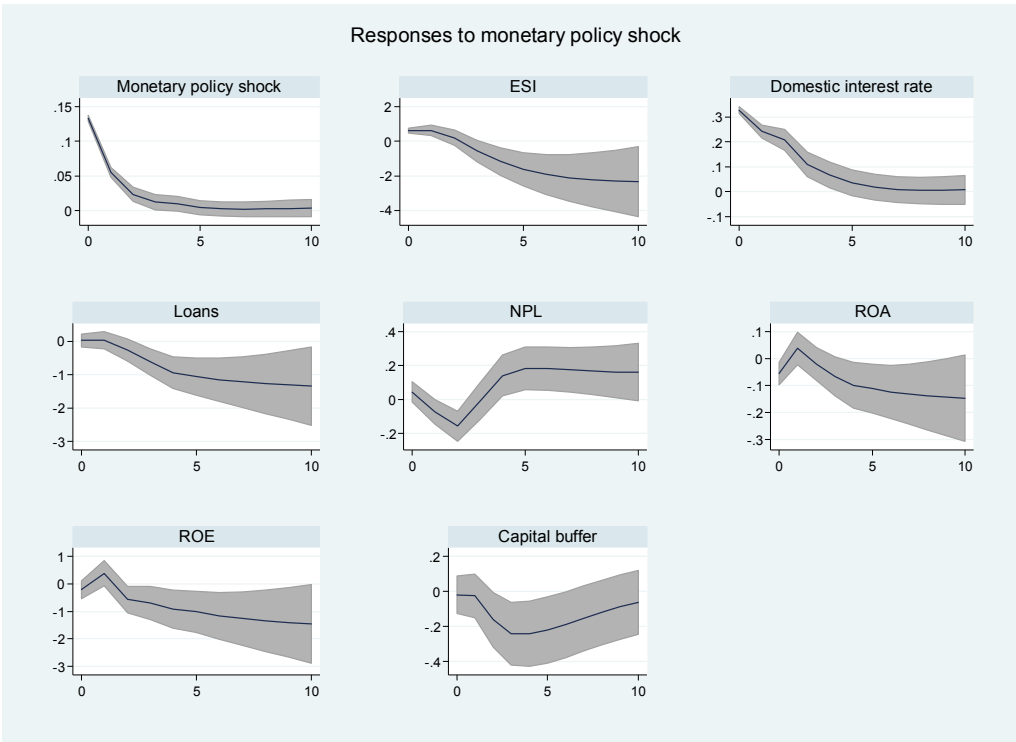 Responses to monetary policy shock
Monetary policy shock
.15
.1
.05
0
0 5 10
ESI
2
0
-2
-4
0 5 10
Domestic interest rate
.3
.2
.1
0
-.1
0 5 10
Loans
0
-1
-2
-3
0 5 10
NPL
.4
.2
0
-.2
0 5 10
ROA
.1
0
-.1
-.2
-.3
0 5 10
ROE
1
0
-1
-2
-3
0 5 10
Capital buffer
.2
0
-.2
-.4
0 5 10